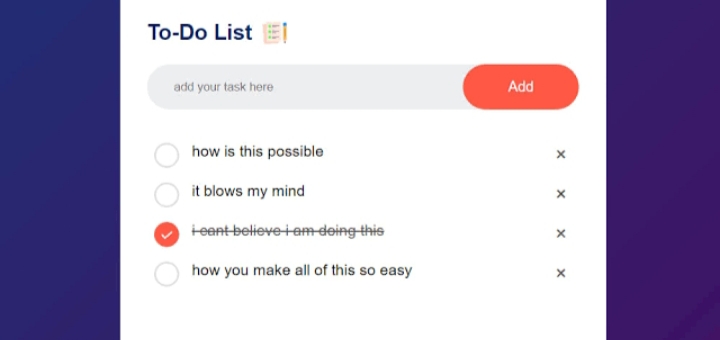 To-Do List
add your task here
Add
how is this possible
it blows my mind
i cant believe i am doing this
how you make all of this so easy